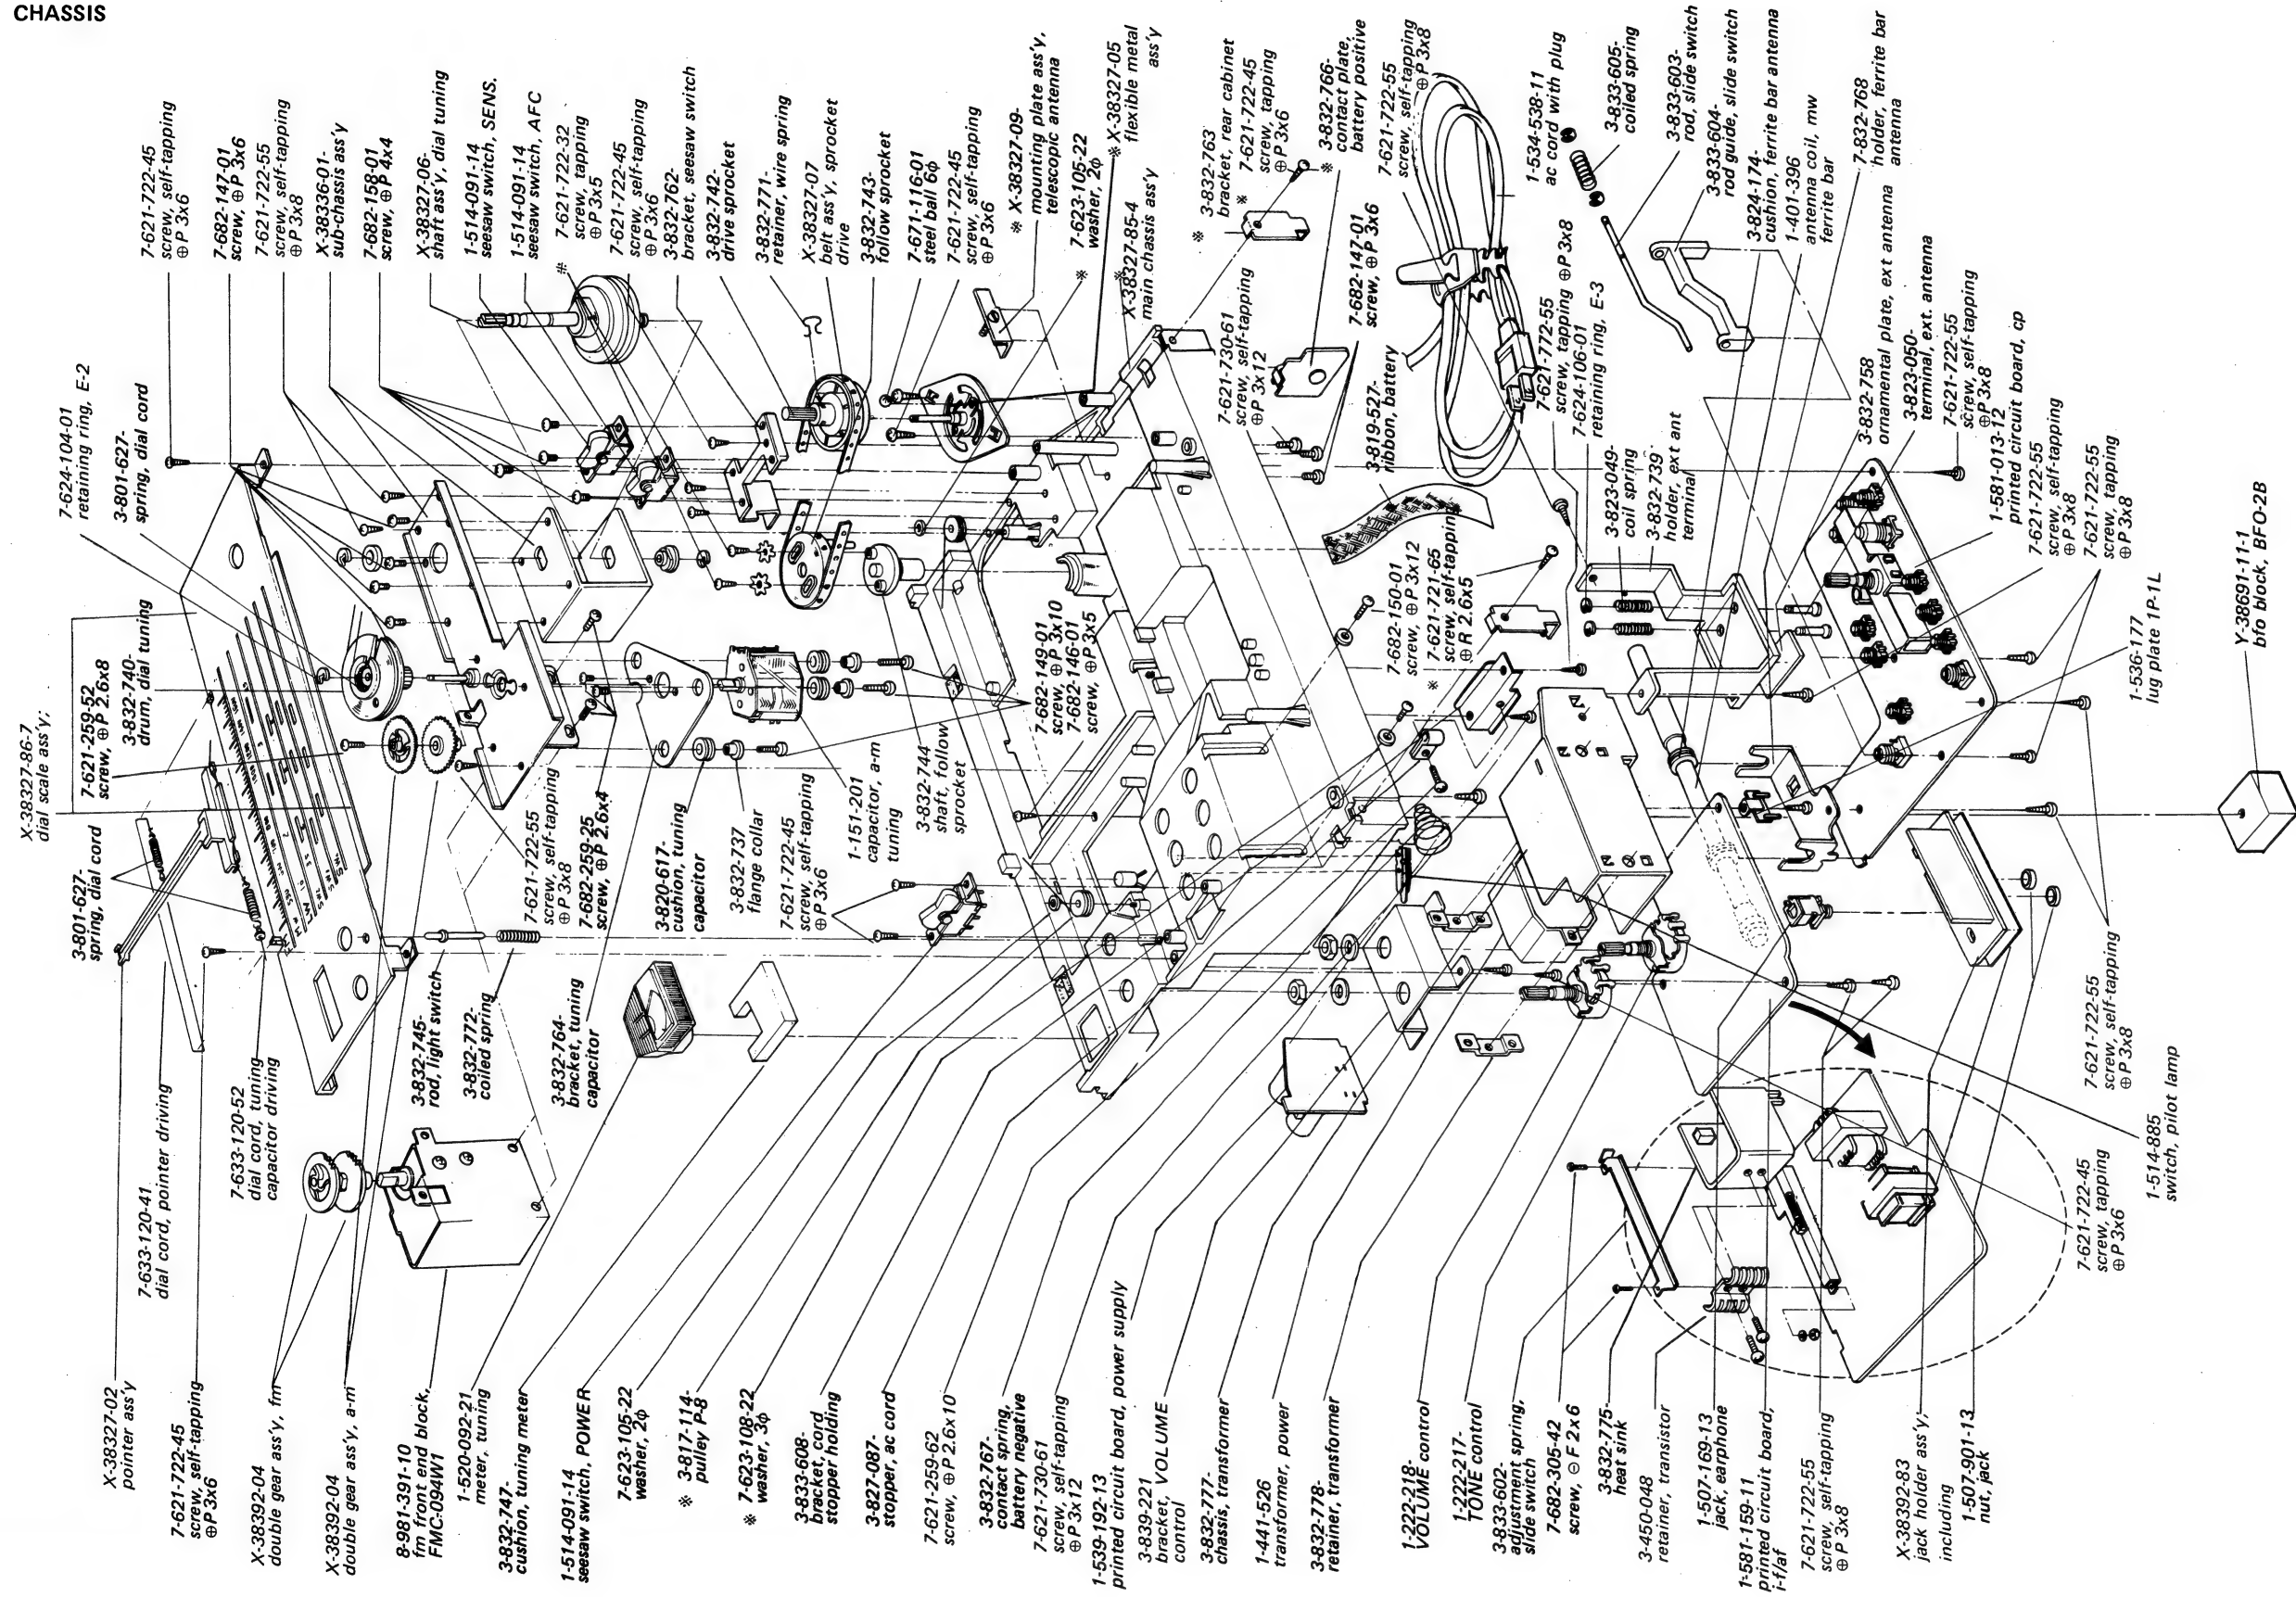 CHASSIS
7-621-722-45
screw, self-tapping
⊕P 3x6
7-682-147-01
screw, ⊕P 3x6
7-621-722-55
screw, self-tapping
⊕P 3x8
X-38336-01-
sub-chassis ass'y
7-682-158-01
screw, ⊕P 4x4
X-38327-06-
shaft ass'y, dial tuning
1-514-091-14
seesaw switch, SENS.
1-514-091-14
seesaw switch, AFC
※ 7-621-722-32
screw, tapping
⊕P 3x5
7-621-722-45
screw, self-tapping
⊕P 3x6
3-832-762-
bracket, seesaw switch
3-832-742-
drive sprocket
3-832-771-
retainer, wire spring
X-38327-07
belt ass'y, sprocket
drive
3-832-743-
follow sprocket
7-671-116-01
steel ball 6φ
7-621-722-45
screw, self-tapping
⊕P 3x6
※ X-38327-09-
mounting plate ass'y,
telescopic antenna
※ 7-623-105-22
washer, 2φ
※ X-38327-05
flexible metal
ass'y
※
X-38327-85-4
main chassis ass'y
※ 3-832-763
bracket, rear cabinet
※ 7-621-722-45
screw, tapping
⊕P 3x6
※ 3-832-766-
contact plate,
battery positive
7-621-722-55
screw, self-tapping
⊕P 3x8
7-621-730-61
screw, self-tapping
⊕P 3x12
7-682-147-01
screw, ⊕P 3x6
3-819-527-
ribbon, battery
1-534-538-11
ac cord with plug
3-833-605-
coiled spring
3-833-603-
rod, slide switch
3-833-604-
rod guide, slide switch
3-824-174-
cushion, ferrite bar antenna
1-401-396
antenna coil, mw
ferrite bar
7-832-768
holder, ferrite bar
antenna
7-621-772-55
screw, tapping ⊕P 3x8
7-624-106-01
retaining ring, E-3
3-823-049-
coil spring
3-832-739
holder, ext ant
terminal
3-832-758
ornamental plate, ext antenna
3-823-050-
terminal, ext. antenna
7-621-722-55
screw, self-tapping
⊕P 3x8
1-581-013-12
printed circuit board, cp
7-621-722-55
screw, self-tapping
⊕P 3x8
7-621-722-55
screw, tapping
⊕P 3x8
1-536-177
lug plate 1P-1L
Y-38691-11-1
bfo block, BFO-2B
7-624-104-01
retaining ring, E-2
3-801-627-
spring, dial cord
X-38327-86-7
dial scale ass'y;
7-621-259-52
screw, ⊕P 2.6x8
3-832-740-
drum, dial tuning
3-801-627-
spring, dial cord
7-621-722-55
screw, self-tapping
⊕P 3x8
7-682-259-25
screw, ⊕P 2.6x4
3-820-617-
cushion, tuning
capacitor
3-832-737
flange collar
7-621-722-45
screw, self-tapping
⊕P 3x6
1-151-201
capacitor, a-m
tuning
3-832-744
shaft, follow
sprocket
7-682-149-01
screw, ⊕P 3x10
7-682-146-01
screw, ⊕P 3x5
7-682-150-01
screw, ⊕P 3x12
※ 7-621-721-65
screw, self-tapping
⊕R 2.6x5
7-633-120-41
dial cord, pointer driving
7-633-120-52
dial cord, tuning
capacitor driving
3-832-745-
rod, light switch
3-832-772-
coiled spring
3-832-764-
bracket, tuning
capacitor
X-38327-02
pointer ass'y
7-621-722-45
screw, self-tapping
⊕P 3x6
X-38392-04
double gear ass'y, fm
X-38392-04
double gear ass'y, a-m
8-981-391-10
fm front end block,
FMC-094W1
1-520-092-21
meter, tuning
3-832-747-
cushion, tuning meter
1-514-091-14
seesaw switch, POWER
7-623-105-22
washer, 2φ
※ 3-817-114-
pulley P-8
※ 7-623-108-22
washer, 3φ
3-833-608-
bracket, cord
stopper holding
3-827-087-
stopper, ac cord
7-621-259-62
screw, ⊕P 2.6x10
3-832-767-
contact spring,
battery negative
7-621-730-61
screw, self-tapping
⊕P 3x12
1-539-192-13
printed circuit board, power supply
3-839-221
bracket, VOLUME
control
3-832-777-
chassis, transformer
1-441-526
transformer, power
3-832-778-
retainer, transformer
1-222-218-
VOLUME control
1-222-217-
TONE control
3-833-602-
adjustment spring,
slide switch
7-682-305-42
screw, ⊖ F 2x6
3-832-775-
heat sink
3-450-048
retainer, transistor
1-507-169-13
jack, earphone
1-581-159-11
printed circuit board,
i-f/af
7-621-722-55
screw, self-tapping
⊕ P 3x8
X-38392-83
jack holder ass'y;
including
1-507-901-13
nut, jack
7-621-722-55
screw, self-tapping
⊕P 3x8
1-514-885
switch, pilot lamp
7-621-722-45
screw, tapping
⊕P 3x6